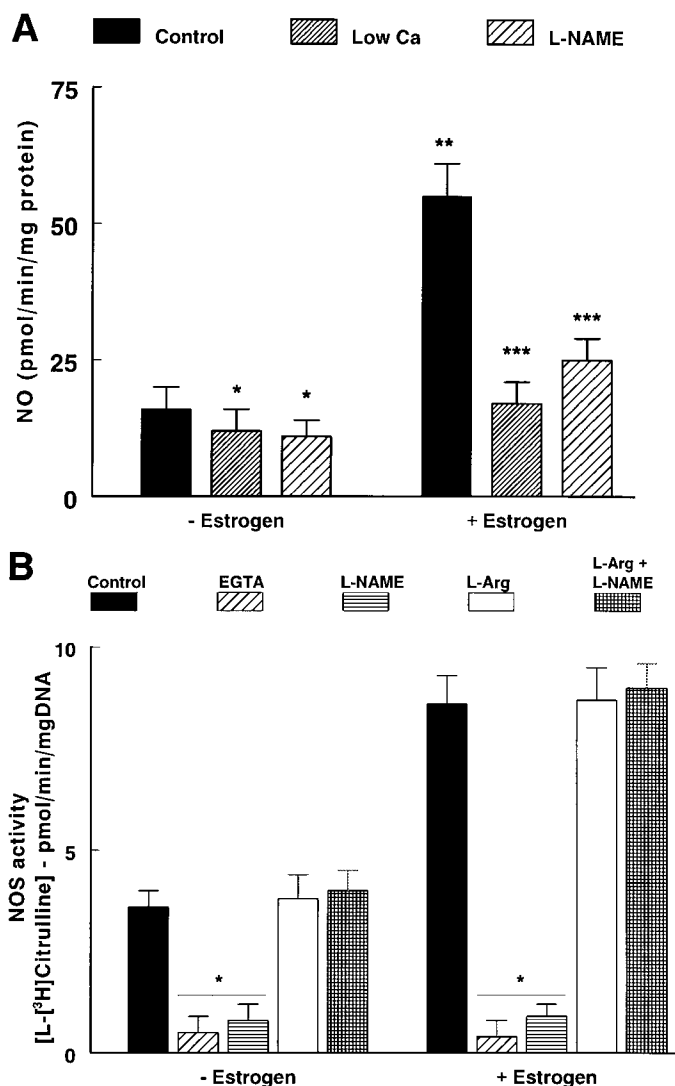 A
Control Low Ca L-NAME
75
50
25
0
NO (pmol/min/mg protein)
* * ** *** ***
- Estrogen + Estrogen
B
Control EGTA L-NAME L-Arg L-Arg +
L-NAME
10
5
0
NOS activity
[L-[³H]Citrulline] - pmol/min/mgDNA
* *
- Estrogen + Estrogen